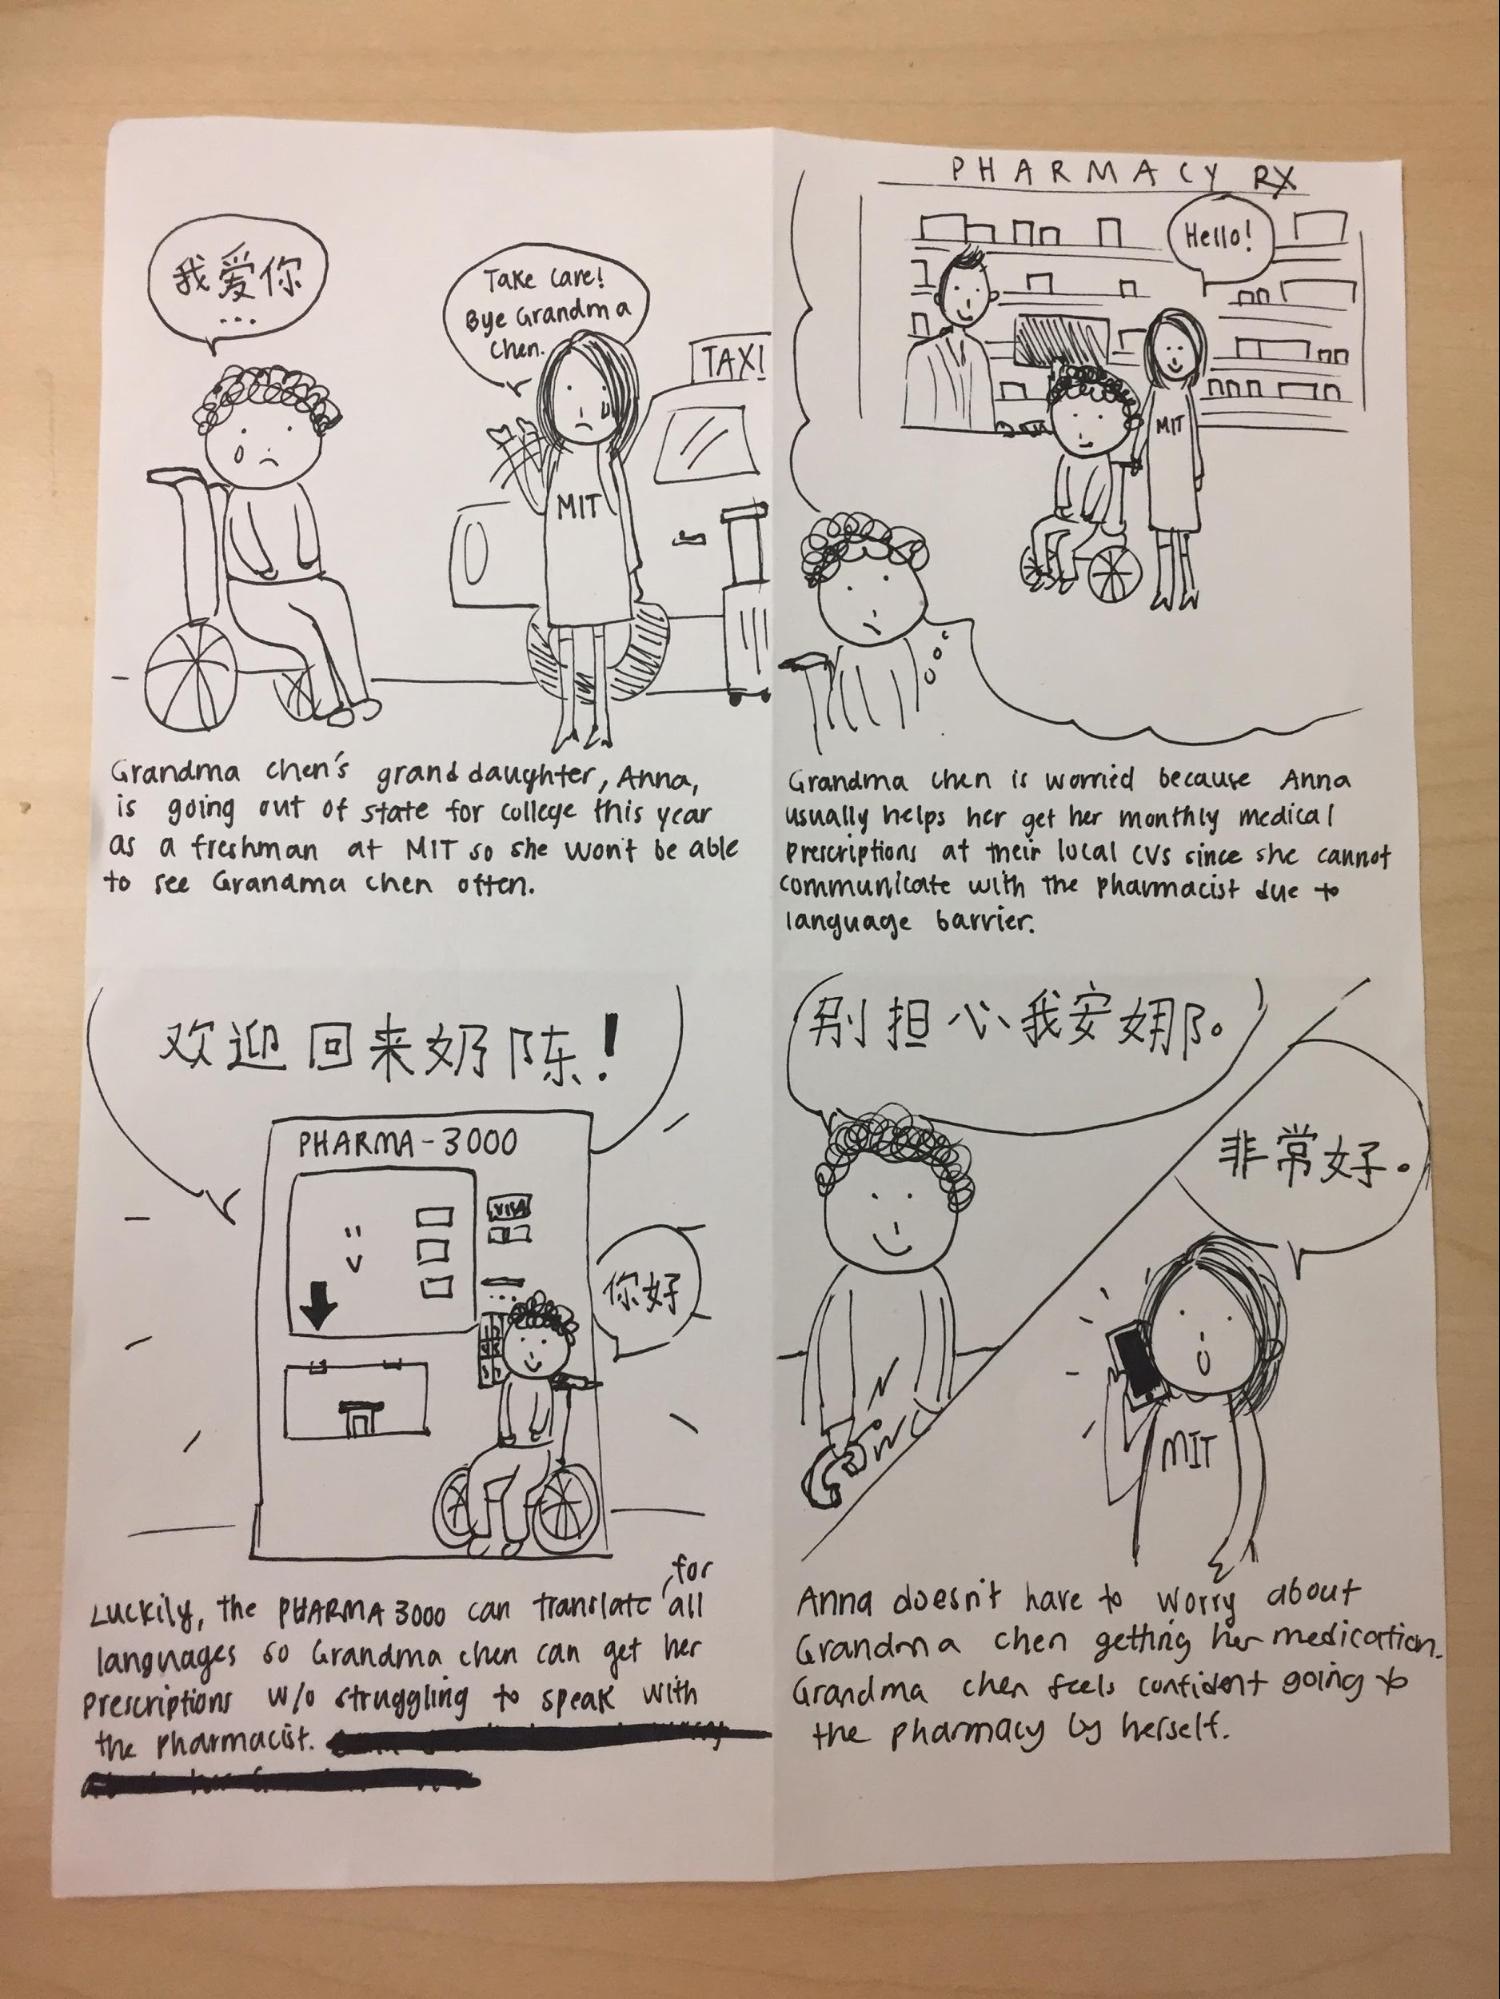 我爱你
...
Take Care!
Bye Grandma
Chen.
TAXI
MIT
Grandma Chen's granddaughter, Anna,
is going out of state for college this year
as a freshman at MIT so she won't be able
to see Grandma Chen often.
PHARMACY RX
Hello!
MIT
Grandma Chen is worried because Anna
usually helps her get her monthly medical
prescriptions at their local CVS since she cannot
communicate with the pharmacist due to
language barrier.
欢迎回来奶陈!
PHARMA-3000
VISA
你好
Luckily, the PHARMA 3000 can translate for all
languages so Grandma Chen can get her
prescriptions w/o struggling to speak with
the pharmacist.
别担心我安娜。
非常好。
MIT
Anna doesn't have to worry about
Grandma Chen getting her medication.
Grandma Chen feels confident going to
the pharmacy by herself.